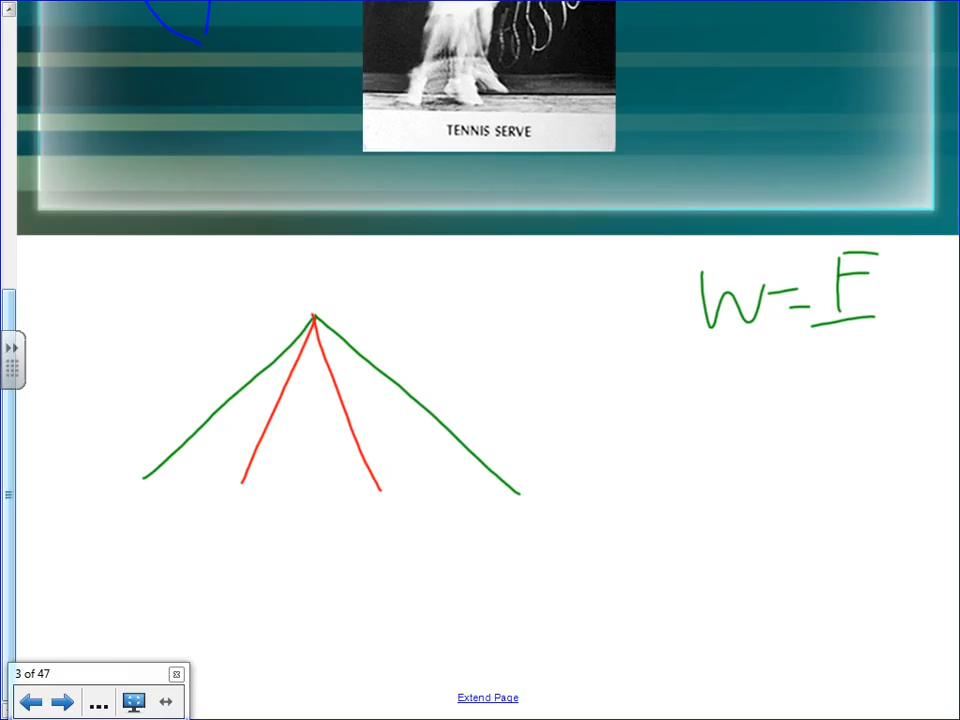 TENNIS SERVE
W = F
3 of 47
...
Extend Page